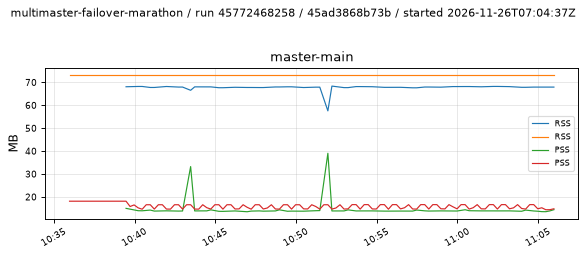 multimaster-failover-marathon / run 45772468258 / 45ad3868b73b / started 2026-11-26T07:04:37Z
master-main
MB
70
60
50
40
30
20
RSS
RSS
PSS
PSS
10:35
10:40
10:45
10:50
10:55
11:00
11:05